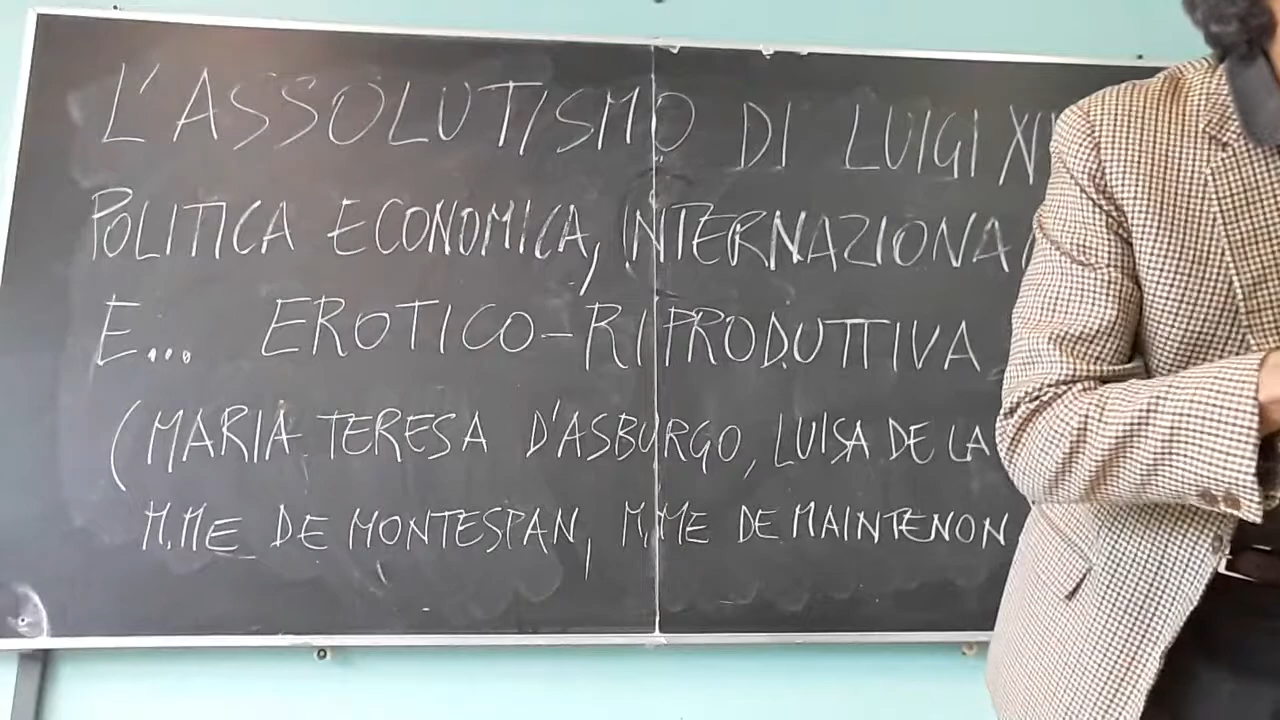 L'ASSOLUTISMO DI LUIGI
POLITICA ECONOMICA,
E... EROTICO-RIPRODUTTIVA
(MARIA TERESA D'ASBURGO, LUISA DE LA
M.ME DE MONTESPAN, M.ME DE MAINTENON